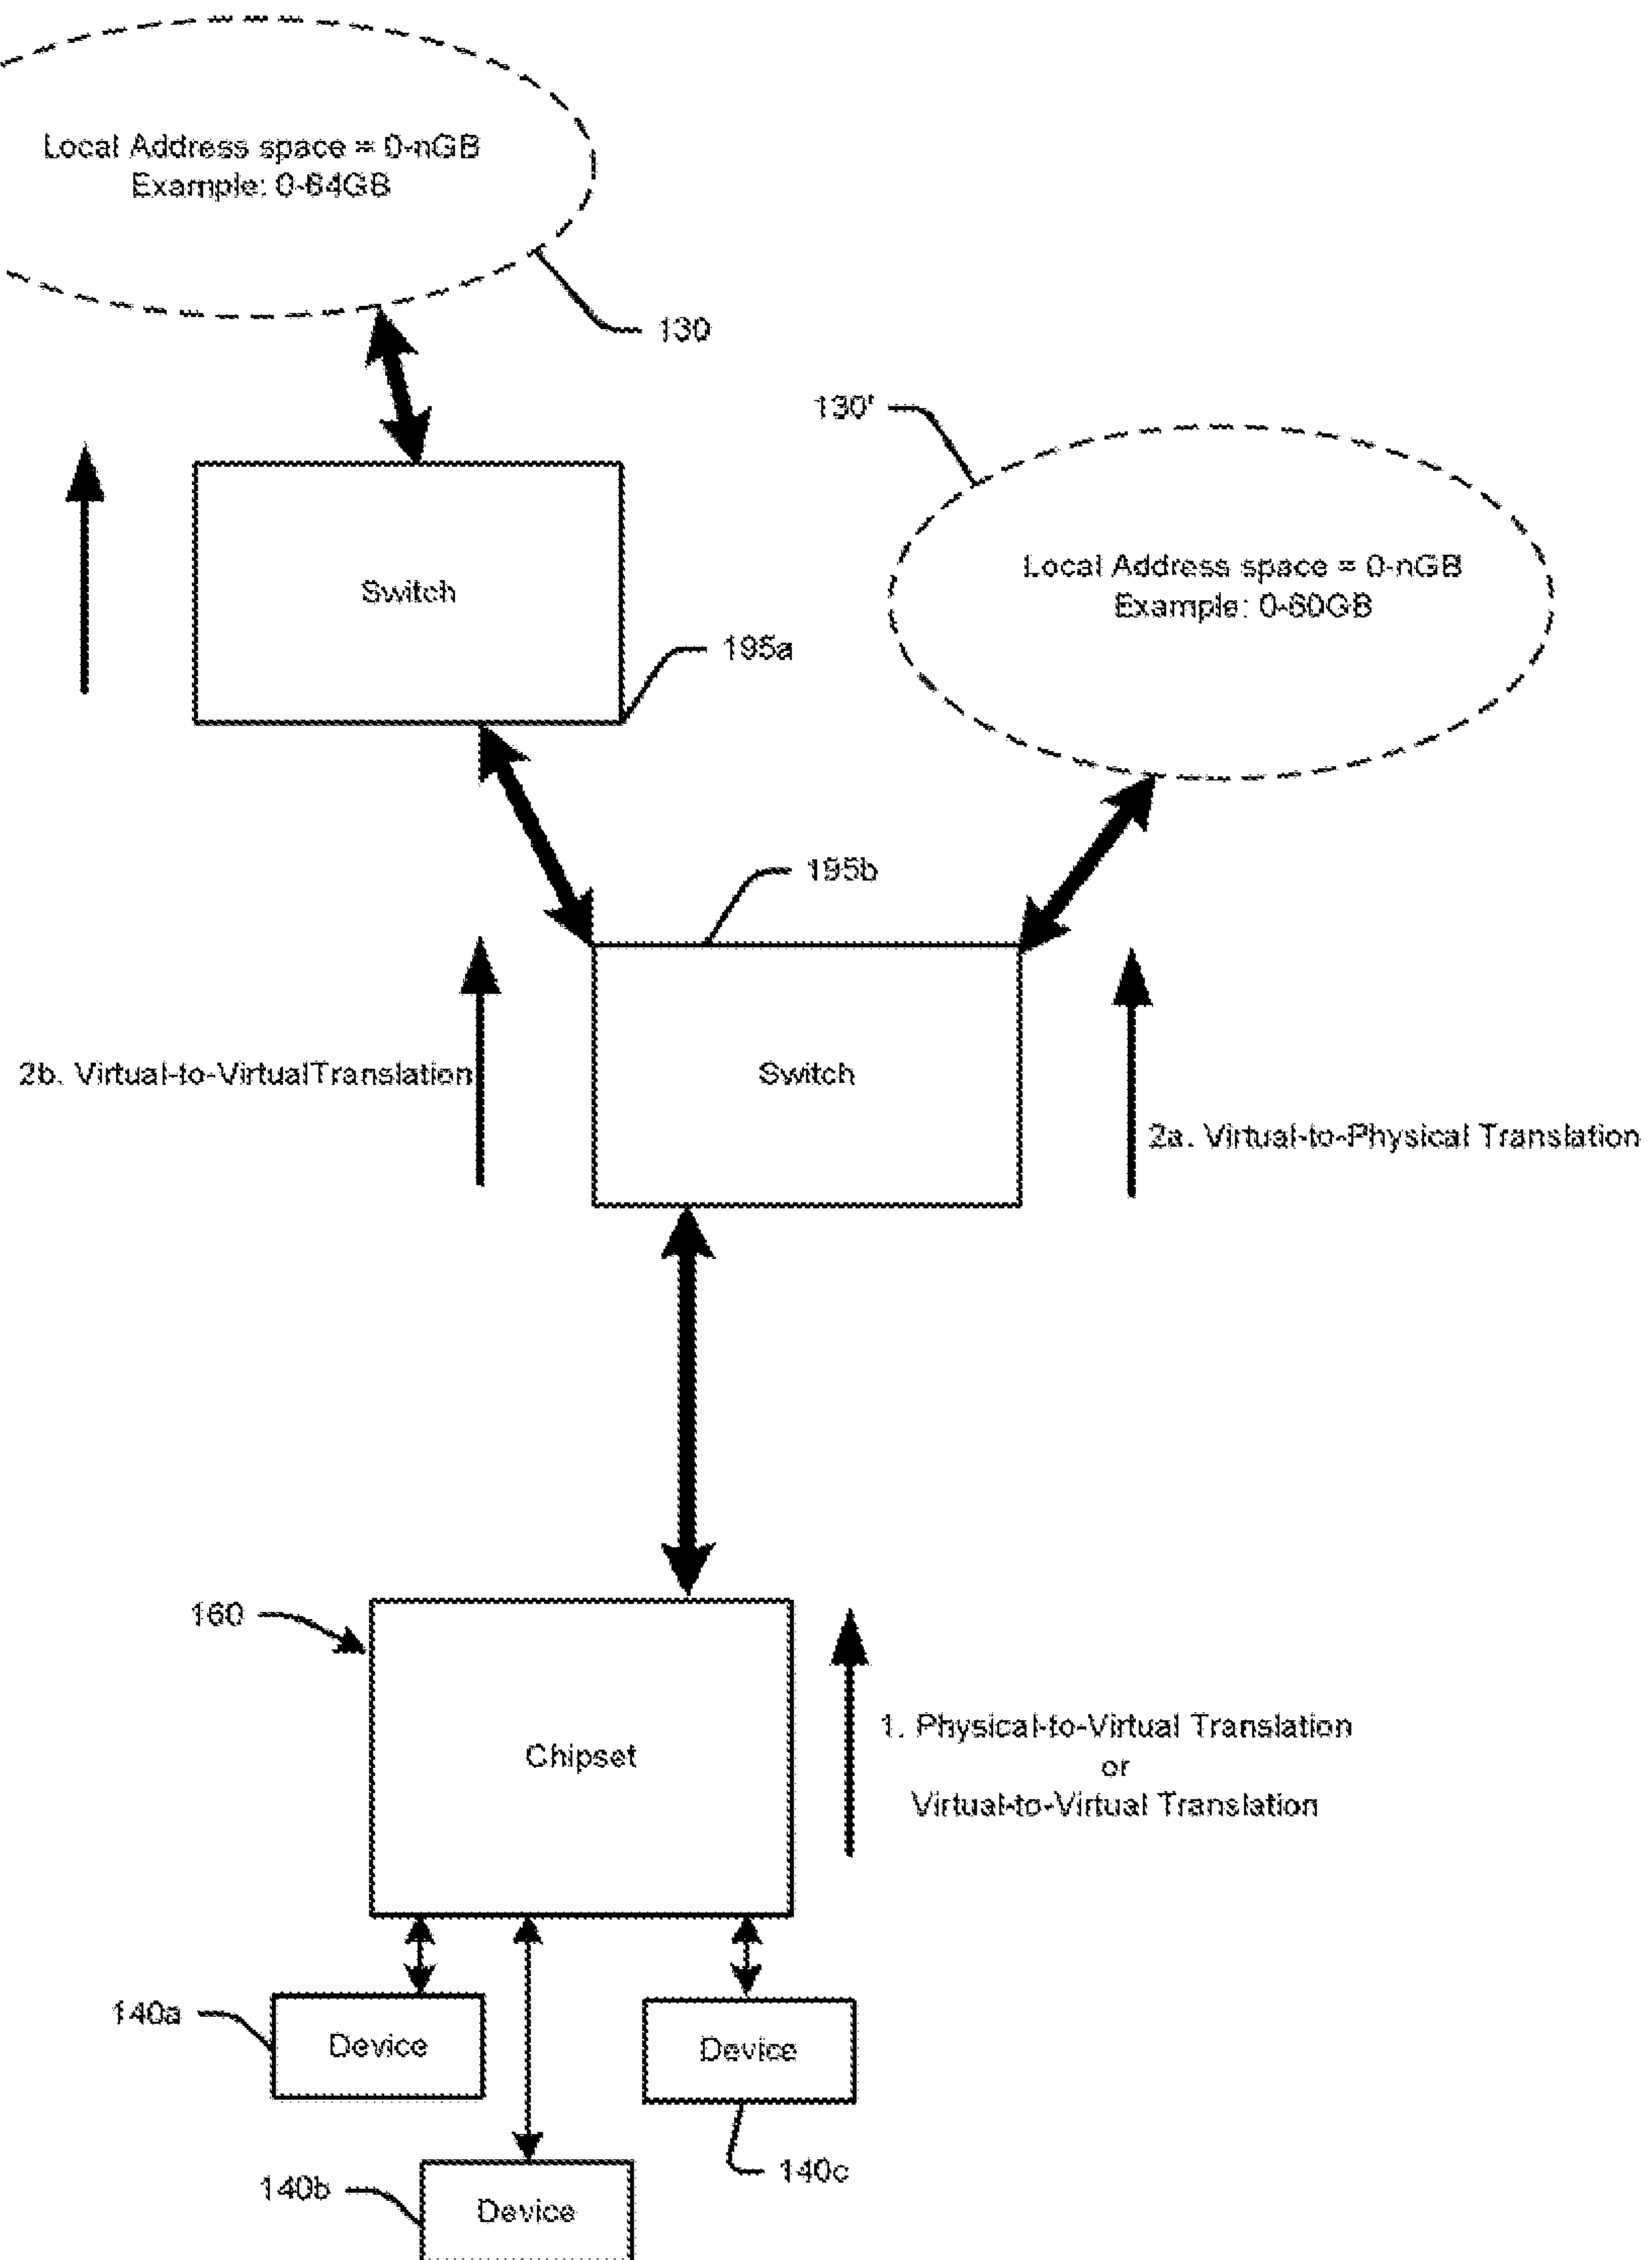 Local Address space = 0-nGB
Example: 0-64GB
130
130'
Local Address space = 0-nGB
Example: 0-60GB
Switch
195a
195b
Switch
2b. Virtual-to-VirtualTranslation
2a. Virtual-to-Physical Translation
160
Chipset
1. Physical-to-Virtual Translation
or
Virtual-to-Virtual Translation
140a
Device
Device
140b
Device
140c